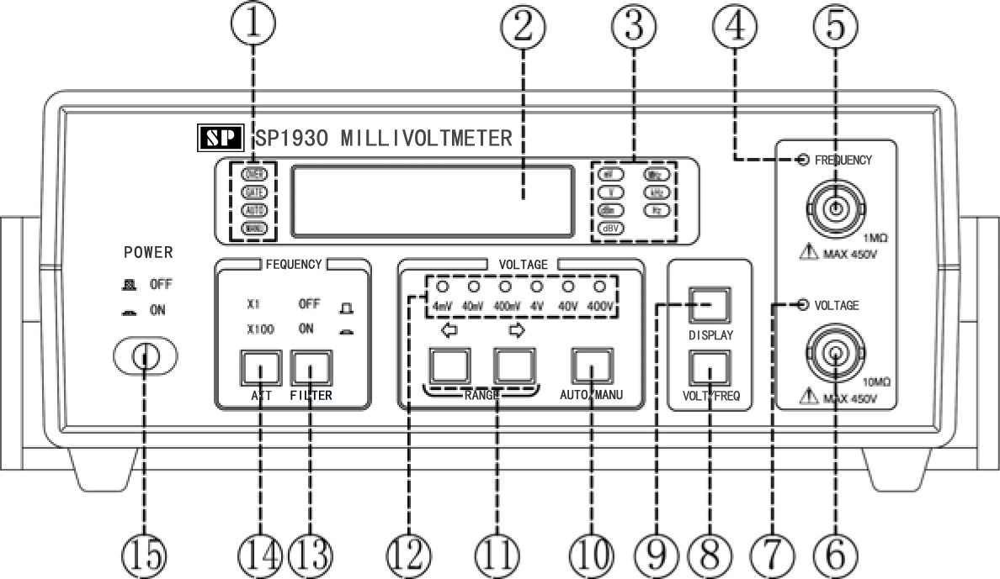 ① ② ③ ④ ⑤
SP SP1930 MILLIVOLTMETER
OVER
GATE
AUTO
MANU
mV MHz
V kHz
dBm Hz
dBV
FREQUENCY
1MΩ
MAX 450V
VOLTAGE
10MΩ
MAX 450V
POWER
OFF
ON
FEQUENCY
X1 OFF
X100 ON
ATT FILTER
VOLTAGE
4mV 40mV 400mV 4V 40V 400V
RANGE AUTO/MANU
DISPLAY
VOLT/FREQ
⑮ ⑭ ⑬ ⑫ ⑪ ⑩ ⑨ ⑧ ⑦ ⑥